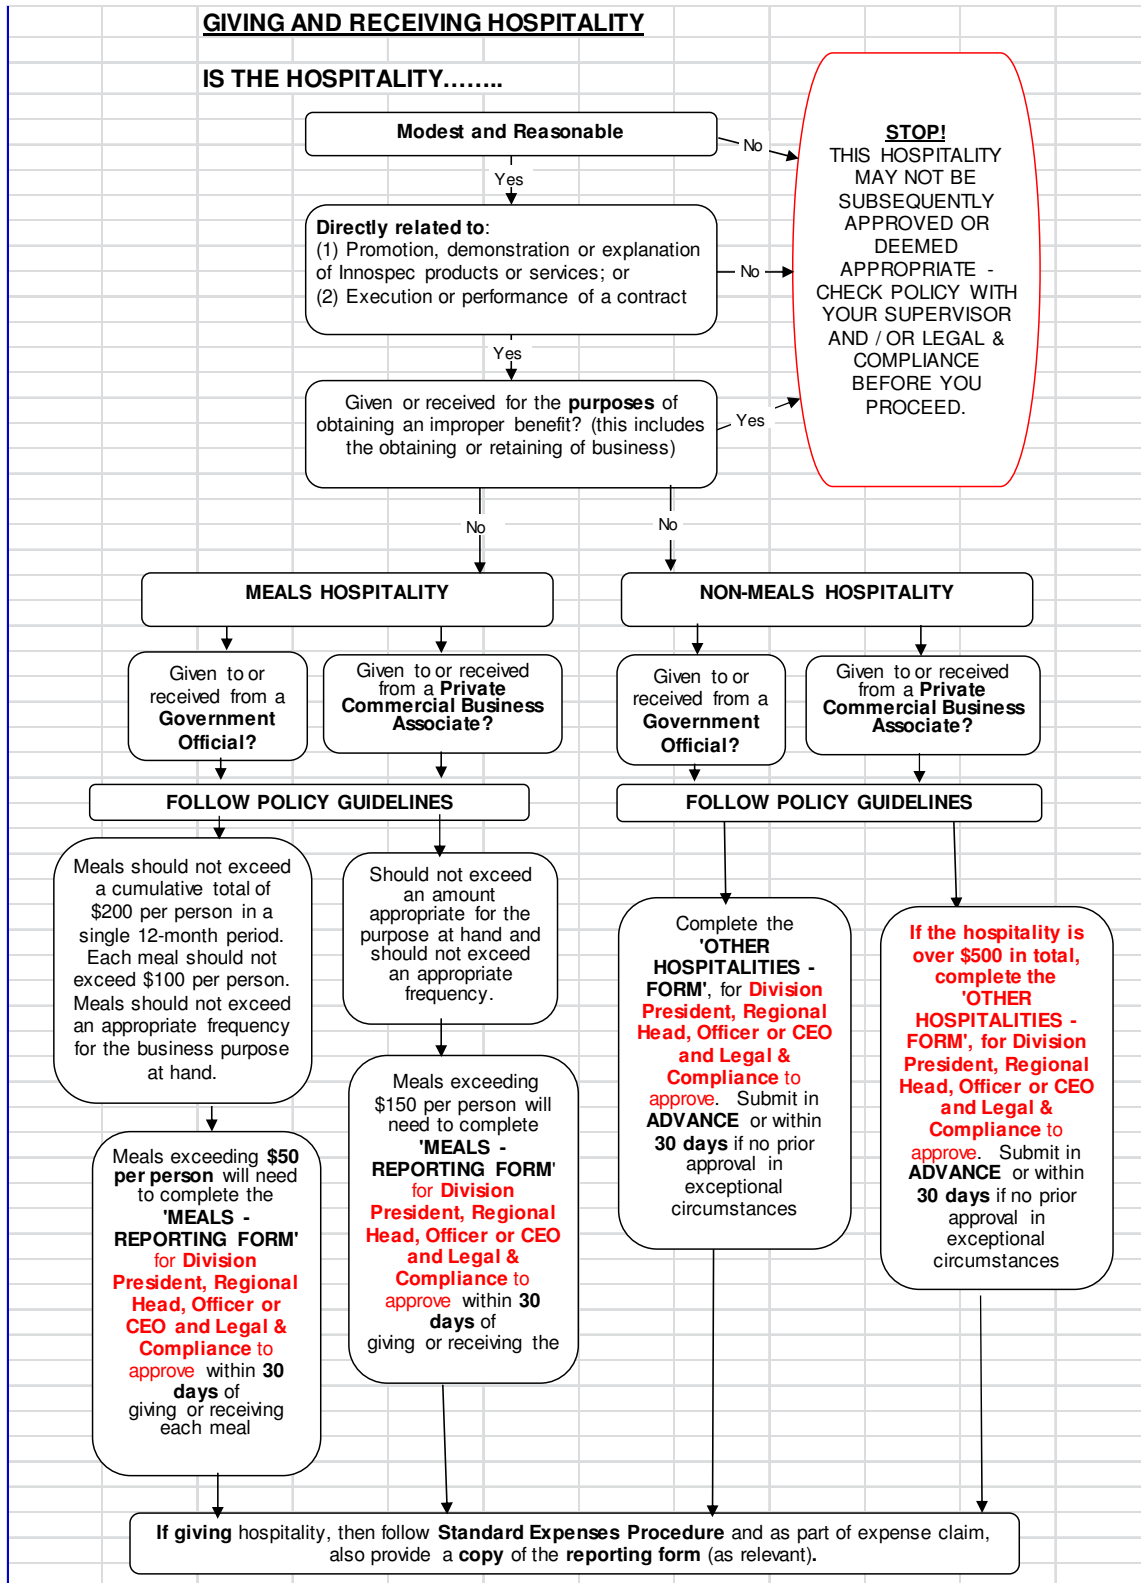 GIVING AND RECEIVING HOSPITALITY
IS THE HOSPITALITY........
Modest and Reasonable
No
Yes
STOP!
THIS HOSPITALITY
MAY NOT BE
SUBSEQUENTLY
APPROVED OR
DEEMED
APPROPRIATE -
CHECK POLICY WITH
YOUR SUPERVISOR
AND / OR LEGAL &
COMPLIANCE
BEFORE YOU
PROCEED.
Directly related to:
(1) Promotion, demonstration or explanation
of Innospec products or services; or
(2) Execution or performance of a contract
No
Yes
Given or received for the purposes of
obtaining an improper benefit? (this includes
the obtaining or retaining of business)
Yes
No
No
MEALS HOSPITALITY
NON-MEALS HOSPITALITY
Given to or
received from a
Government
Official?
Given to or received
from a Private
Commercial Business
Associate?
Given to or
received from a
Government
Official?
Given to or received
from a Private
Commercial Business
Associate?
FOLLOW POLICY GUIDELINES
FOLLOW POLICY GUIDELINES
Meals should not exceed
a cumulative total of
$200 per person in a
single 12-month period.
Each meal should not
exceed $100 per person.
Meals should not exceed
an appropriate frequency
for the business purpose
at hand.
Should not exceed
an amount
appropriate for the
purpose at hand and
should not exceed
an appropriate
frequency.
Complete the
'OTHER
HOSPITALITIES -
FORM', for Division
President, Regional
Head, Officer or CEO
and Legal &
Compliance to
approve. Submit in
ADVANCE or within
30 days if no prior
approval in
exceptional
circumstances
If the hospitality is
over $500 in total,
complete the
'OTHER
HOSPITALITIES -
FORM', for Division
President, Regional
Head, Officer or CEO
and Legal &
Compliance to
approve. Submit in
ADVANCE or within
30 days if no prior
approval in
exceptional
circumstances
Meals exceeding $50
per person will need
to complete the
'MEALS -
REPORTING FORM'
for Division
President, Regional
Head, Officer or
CEO and Legal &
Compliance to
approve within 30
days of
giving or receiving
each meal
Meals exceeding
$150 per person will
need to complete
'MEALS -
REPORTING FORM'
for Division
President, Regional
Head, Officer or CEO
and Legal &
Compliance to
approve within 30
days of
giving or receiving the
If giving hospitality, then follow Standard Expenses Procedure and as part of expense claim,
also provide a copy of the reporting form (as relevant).